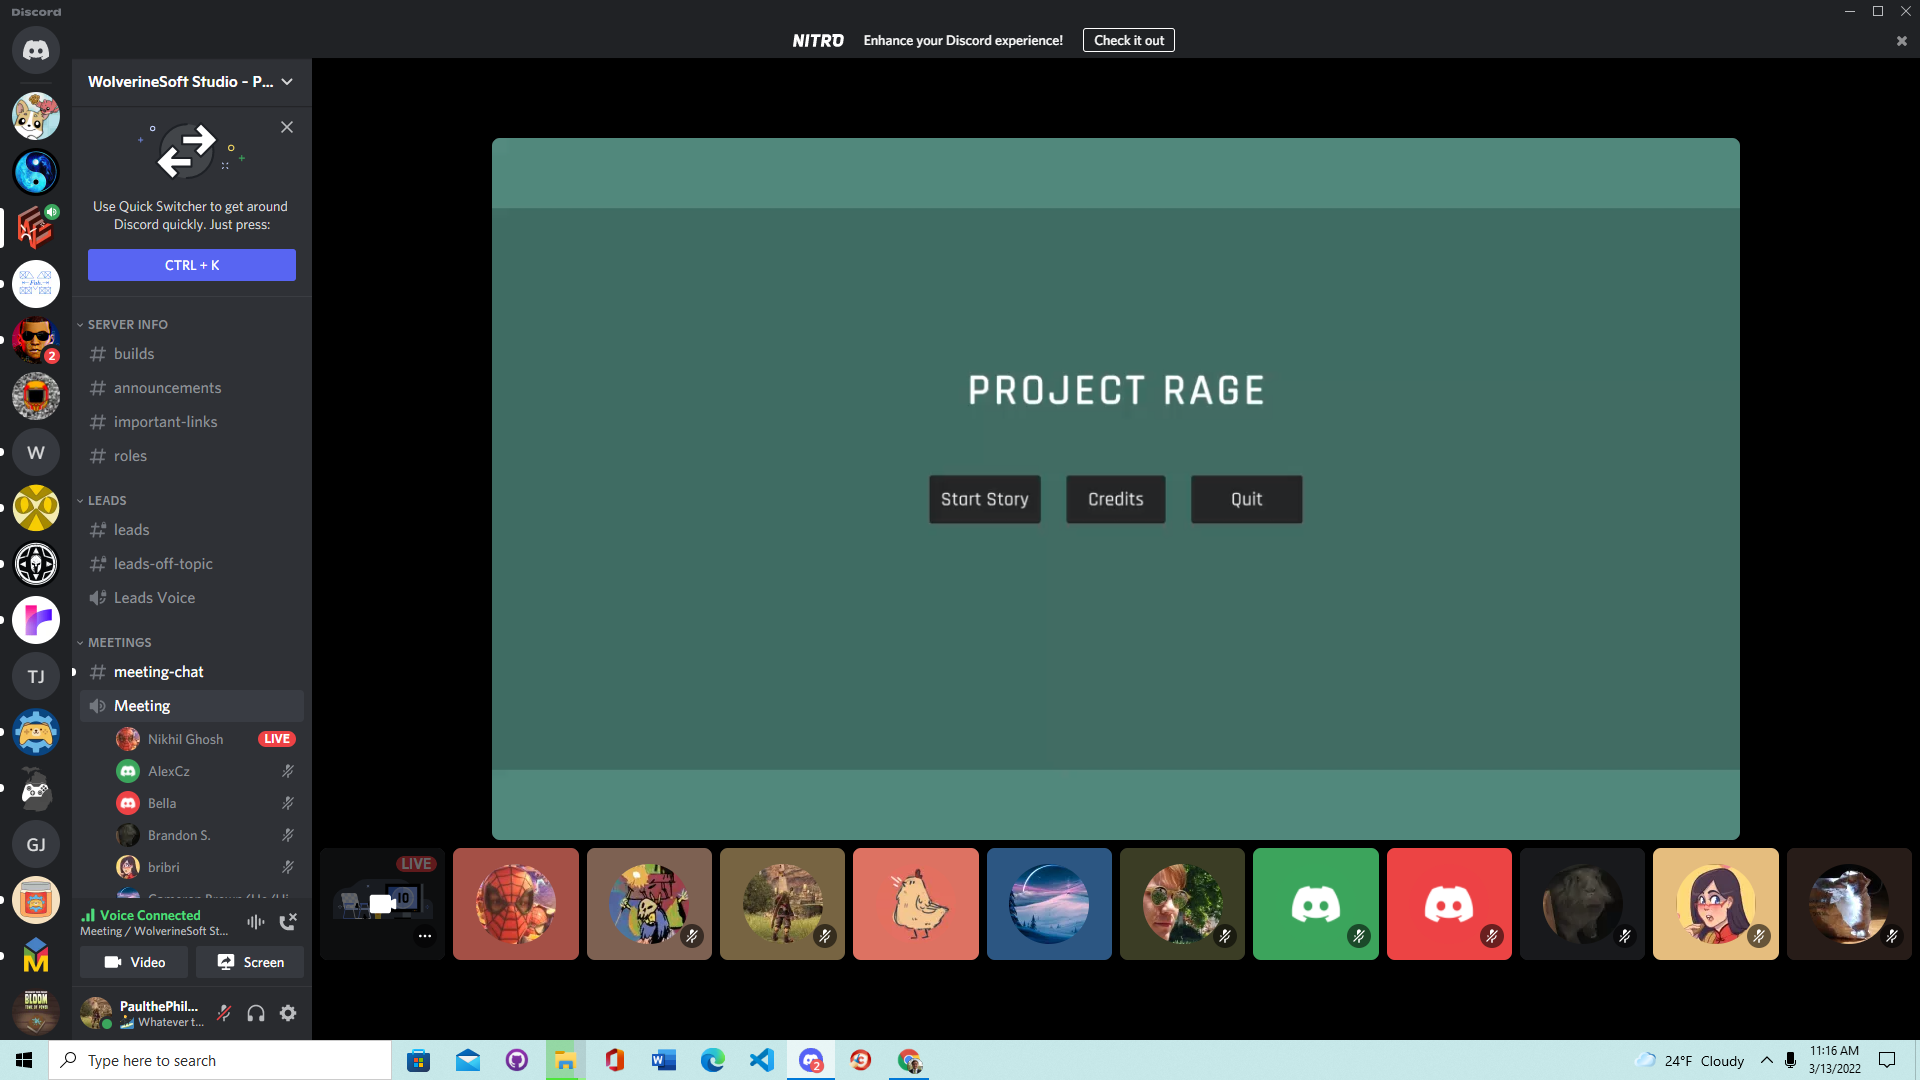 Discord
NITRO Enhance your Discord experience! Check it out
WolverineSoft Studio - P...
Use Quick Switcher to get around
Discord quickly. Just press:
CTRL + K
SERVER INFO
builds
announcements
important-links
roles
LEADS
leads
leads-off-topic
Leads Voice
MEETINGS
meeting-chat
Meeting
Nikhil Ghosh LIVE
AlexCz
Bella
Brandon S.
bribri
Voice Connected
Meeting / WolverineSoft St...
Video Screen
PaulthePhil...
Whatever t...
2
W
TJ
GJ
BLOOM
PROJECT RAGE
Start Story Credits Quit
LIVE
Type here to search
2
24°F Cloudy
11:16 AM
3/13/2022